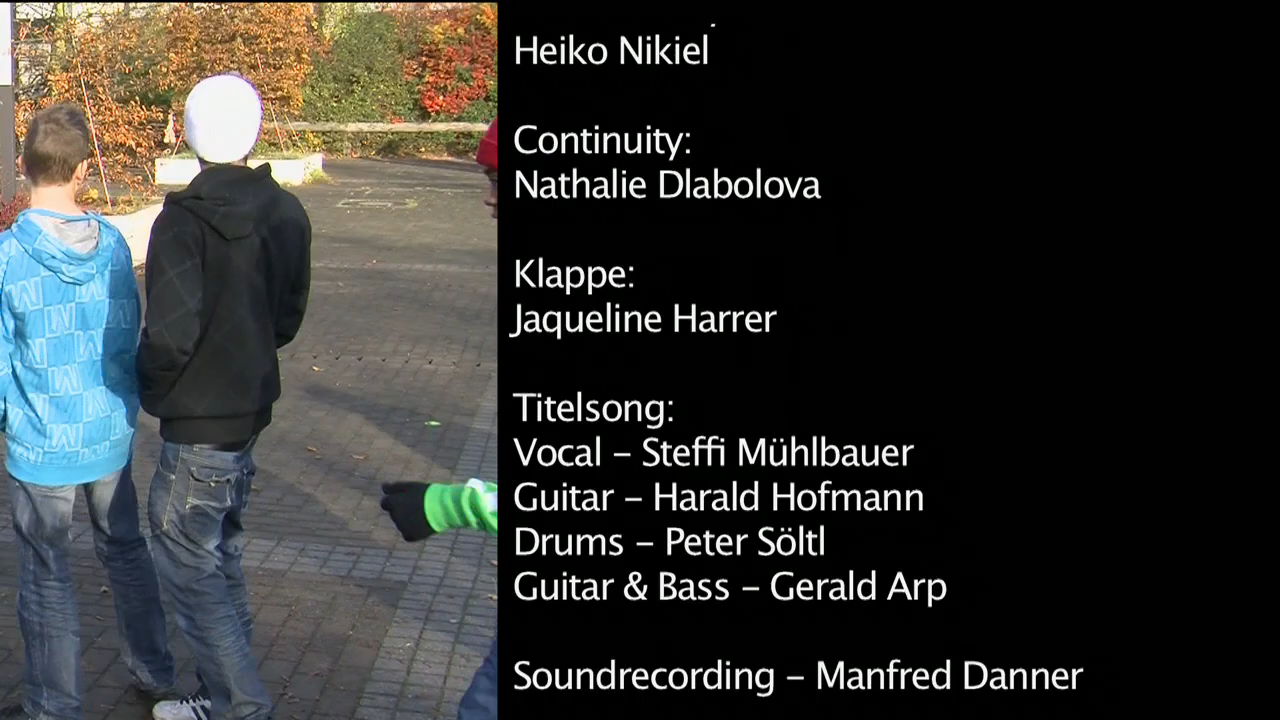 Heiko Nikiel
Continuity:
Nathalie Dlabolova
Klappe:
Jaqueline Harrer
Titelsong:
Vocal – Steffi Mühlbauer
Guitar – Harald Hofmann
Drums – Peter Söltl
Guitar & Bass – Gerald Arp
Soundrecording – Manfred Danner